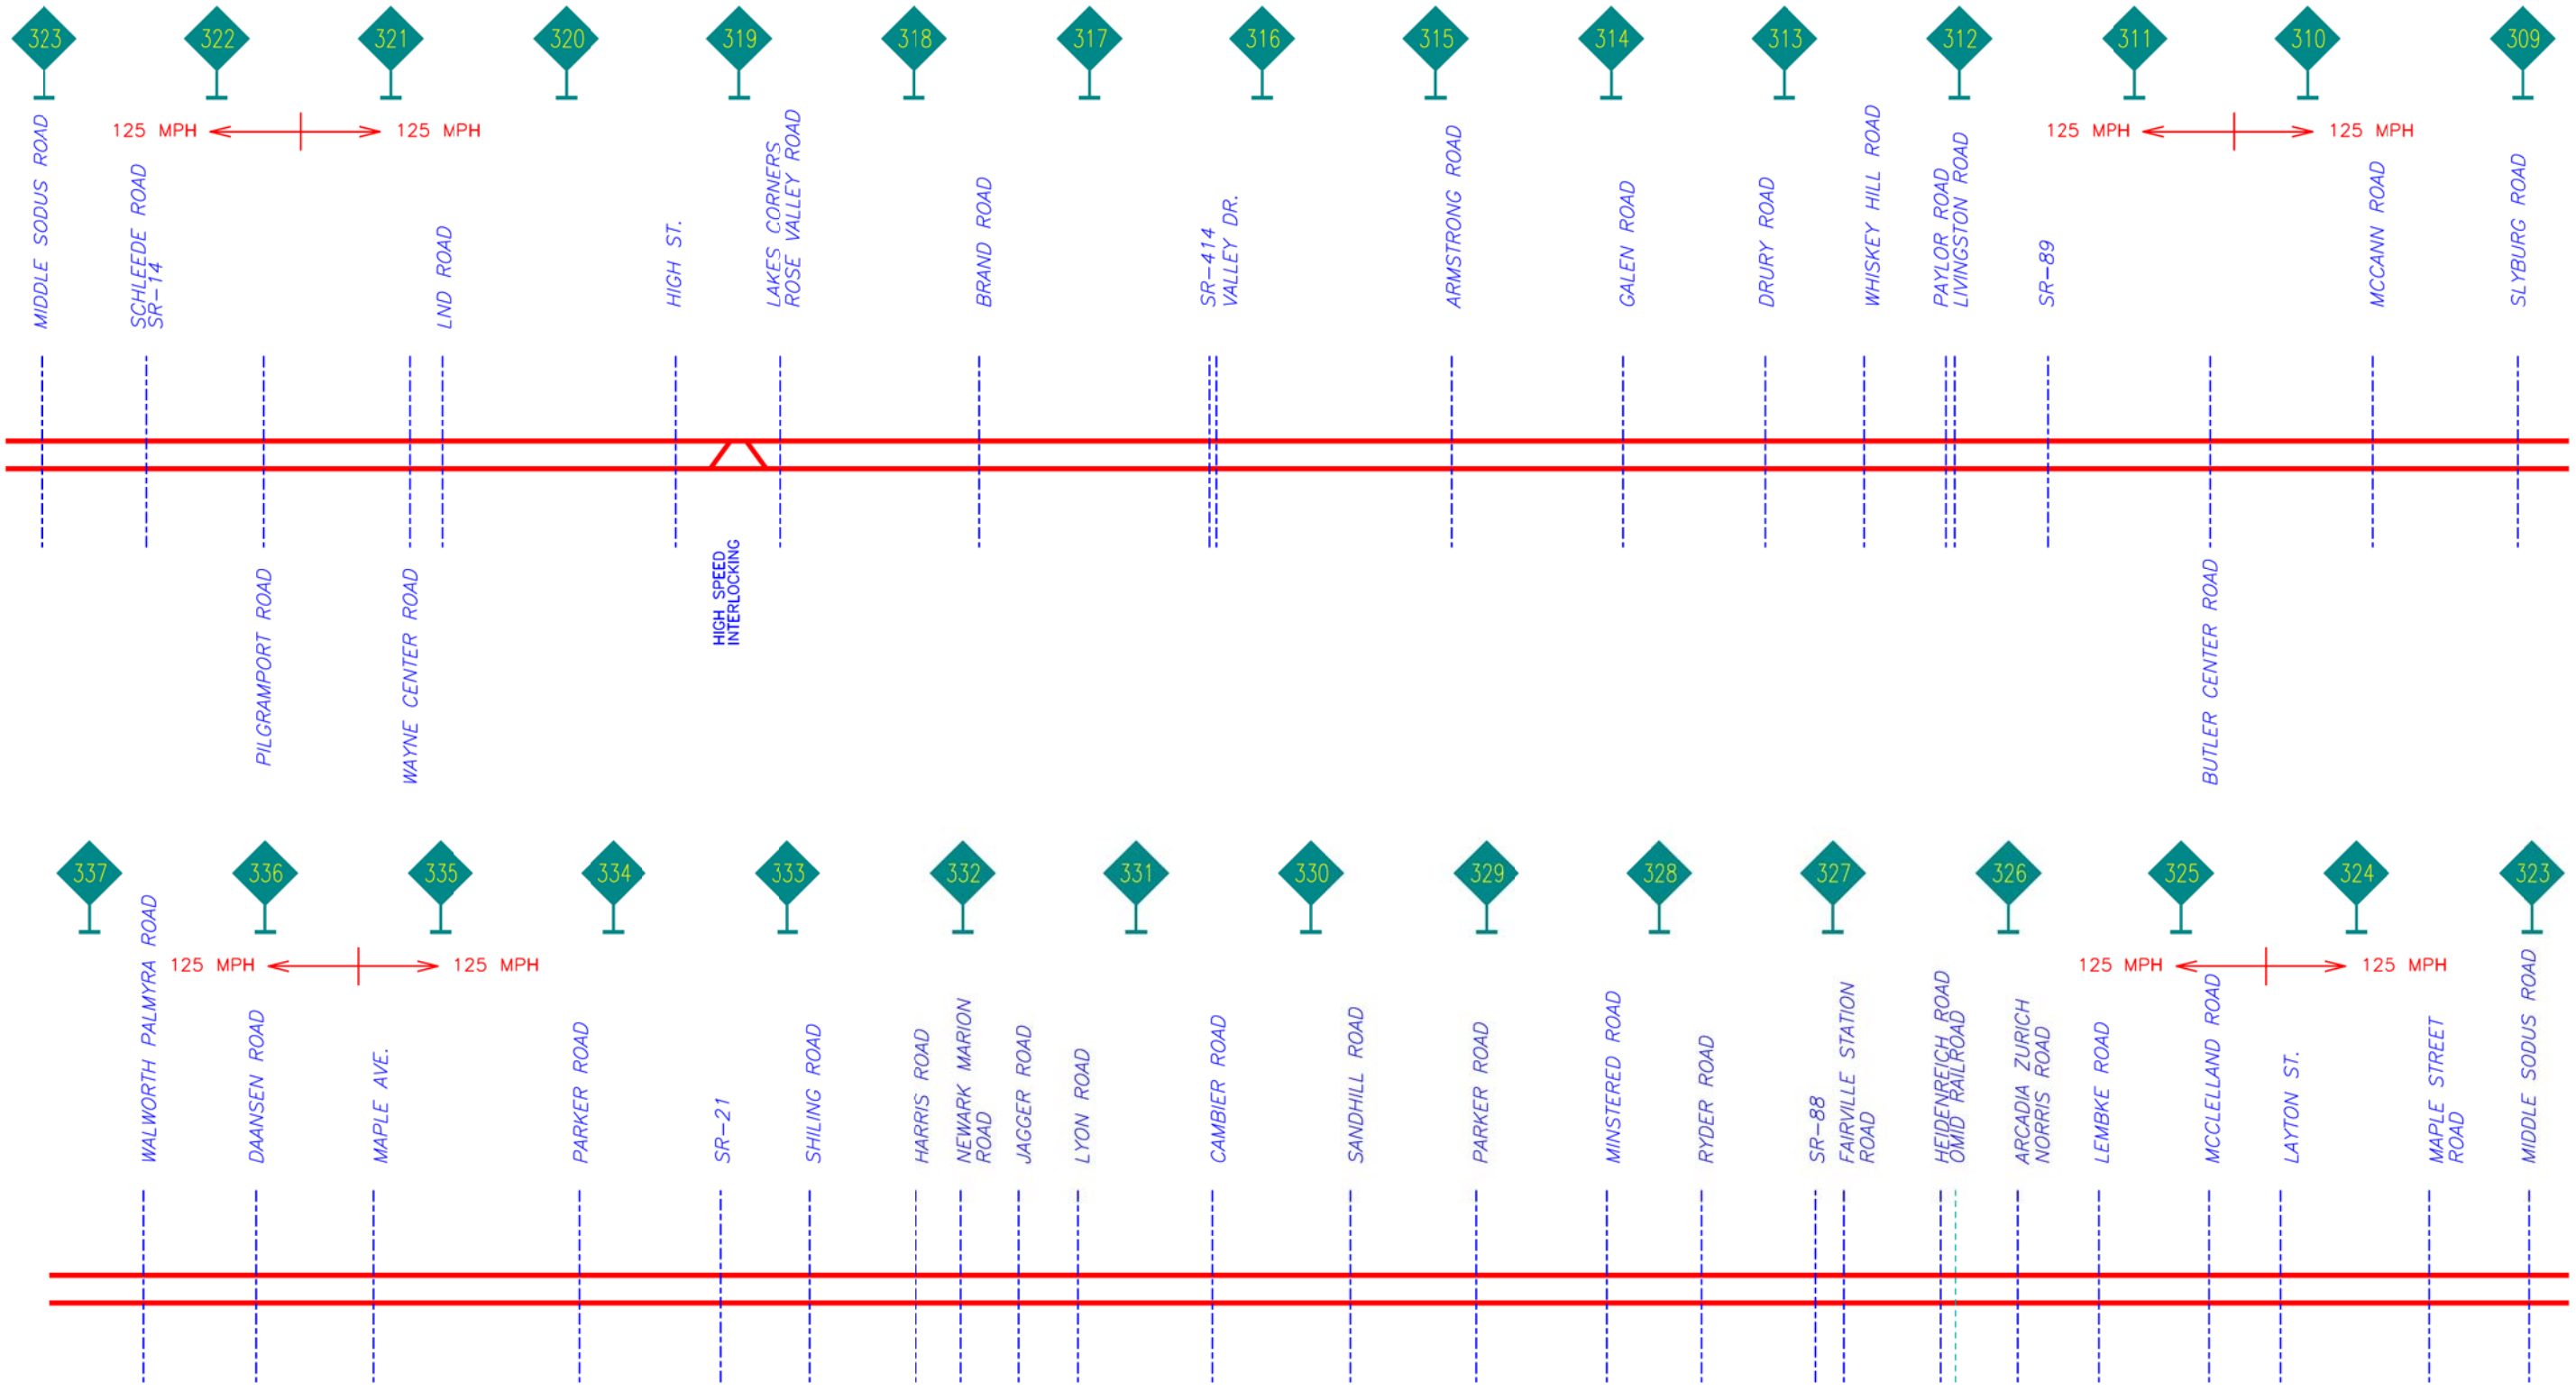 323
322
321
320
319
318
317
316
315
314
313
312
311
310
309
125 MPH
125 MPH
125 MPH
125 MPH
MIDDLE SODUS ROAD
SCHLEEDE ROAD
SR-14
LND ROAD
HIGH ST.
LAKES CORNERS
ROSE VALLEY ROAD
BRAND ROAD
SR-414
VALLEY DR.
ARMSTRONG ROAD
GALEN ROAD
DRURY ROAD
WHISKEY HILL ROAD
PAYLOR ROAD
LIVINGSTON ROAD
SR-89
MCCANN ROAD
SLYBURG ROAD
PILGRAMPORT ROAD
WAYNE CENTER ROAD
HIGH SPEED
INTERLOCKING
BUTLER CENTER ROAD
337
336
335
334
333
332
331
330
329
328
327
326
325
324
323
125 MPH
125 MPH
125 MPH
125 MPH
WALWORTH PALMYRA ROAD
DAANSEN ROAD
MAPLE AVE.
PARKER ROAD
SR-21
SHILING ROAD
HARRIS ROAD
NEWARK MARION
ROAD
JAGGER ROAD
LYON ROAD
CAMBIER ROAD
SANDHILL ROAD
PARKER ROAD
MINSTERED ROAD
RYDER ROAD
SR-88
FAIRVILLE STATION
ROAD
HEIDENREICH ROAD
OMID RAILROAD
ARCADIA ZURICH
NORRIS ROAD
LEMBKE ROAD
MCCLELLAND ROAD
LAYTON ST.
MAPLE STREET
ROAD
MIDDLE SODUS ROAD